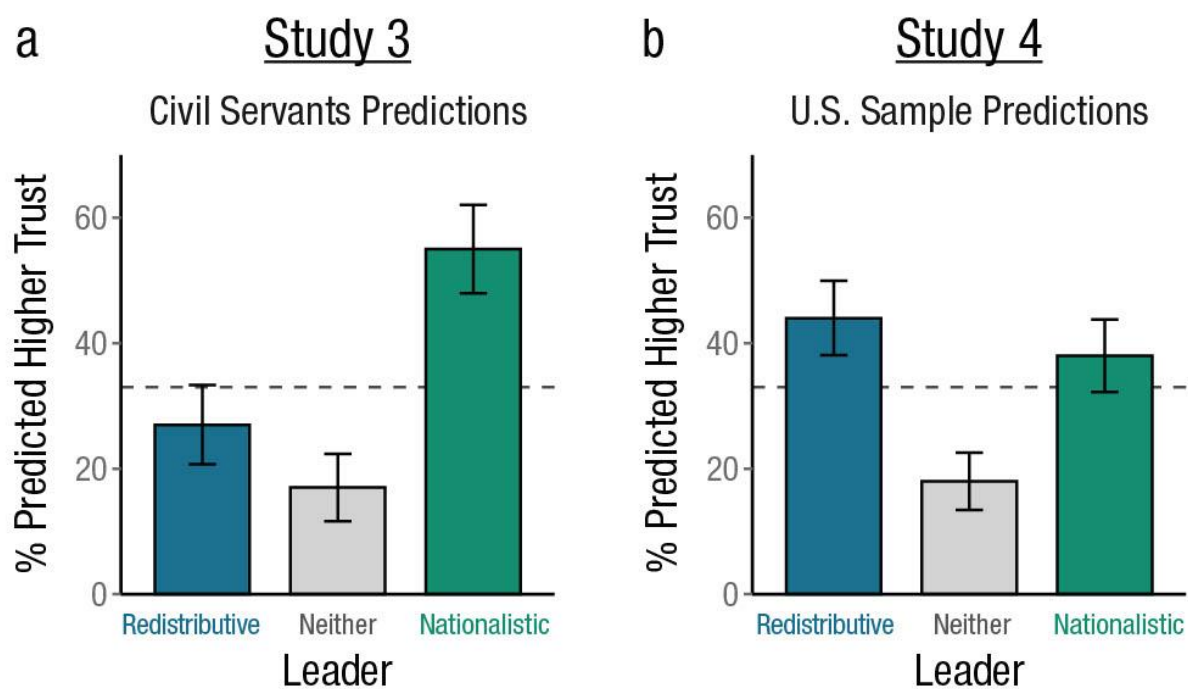 a
Study 3
Civil Servants Predictions
% Predicted Higher Trust
60
40
20
0
Redistributive
Neither
Nationalistic
Leader
b
Study 4
U.S. Sample Predictions
% Predicted Higher Trust
60
40
20
0
Redistributive
Neither
Nationalistic
Leader